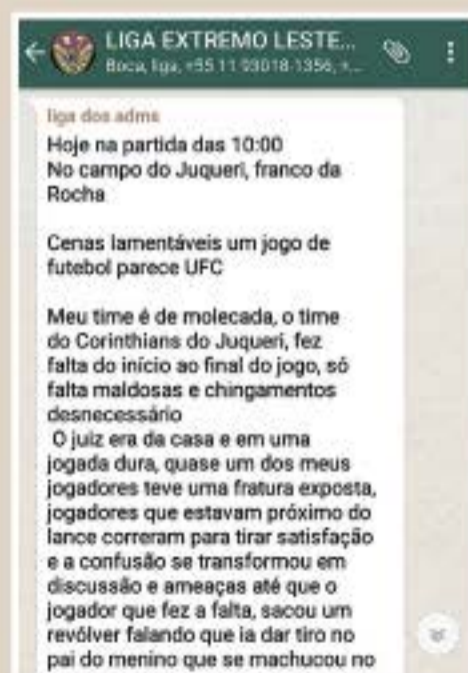 LIGA EXTREMO LESTE...
Boca, liga, +55 11 93018-1356, +...
liga dos adms
Hoje na partida das 10:00
No campo do Juqueri, franco da
Rocha
Cenas lamentáveis um jogo de
futebol parece UFC
Meu time é de molecada, o time
do Corinthians do Juqueri, fez
falta do início ao final do jogo, só
falta maldosas e chingamentos
desnecessário
O juiz era da casa e em uma
jogada dura, quase um dos meus
jogadores teve uma fratura exposta,
jogadores que estavam próximo do
lance correram para tirar satisfação
e a confusão se transformou em
discussão e ameaças até que o
jogador que fez a falta, sacou um
revólver falando que ia dar tiro no
pai do menino que se machucou no